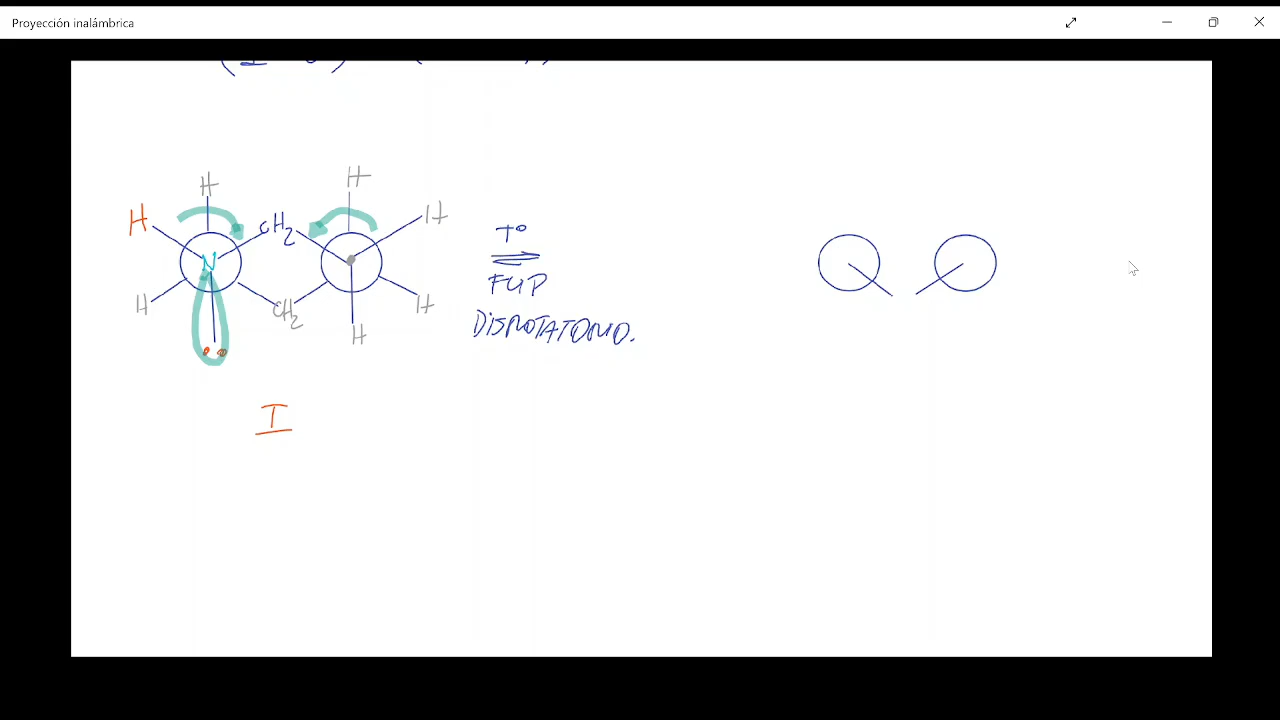 Proyección inalámbrica
H H
H CH2 H
N
H CH2 H
H
T°
FLIP
DISROTATORIO.
I